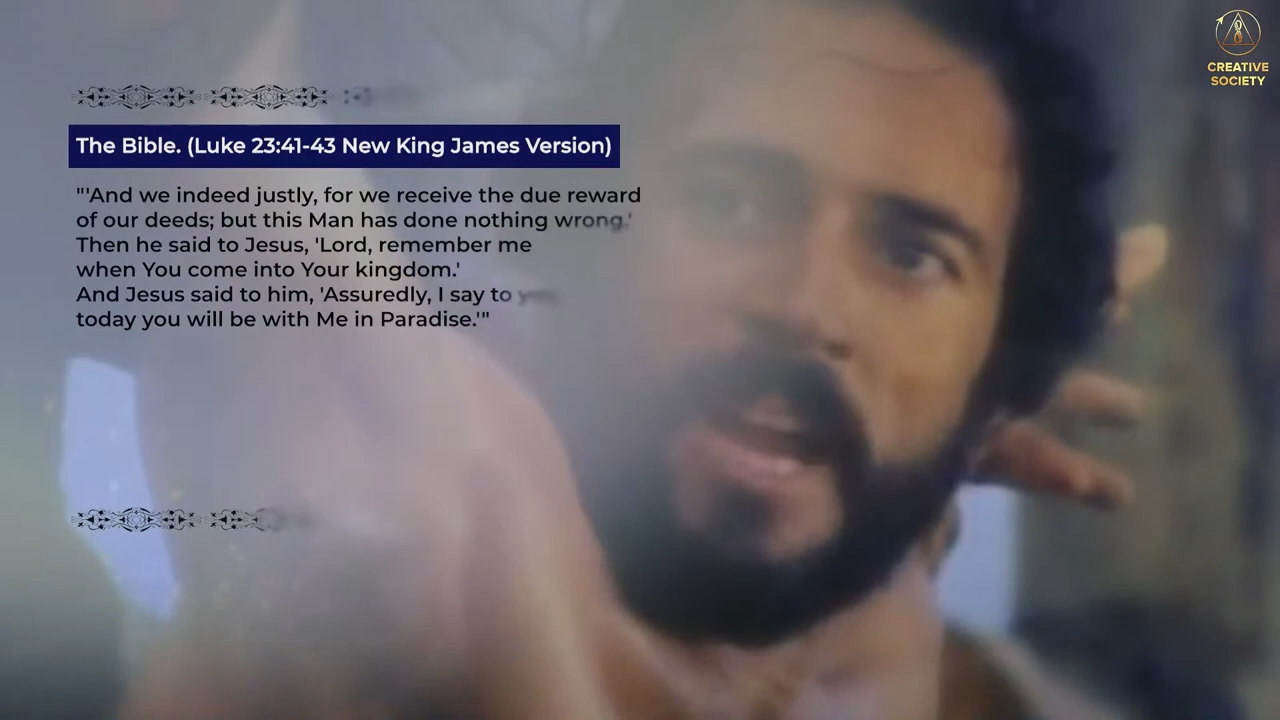 CREATIVE
SOCIETY
The Bible. (Luke 23:41-43 New King James Version)
"'And we indeed justly, for we receive the due reward
of our deeds; but this Man has done nothing wrong.'
Then he said to Jesus, 'Lord, remember me
when You come into Your kingdom.'
And Jesus said to him, 'Assuredly, I say to
today you will be with Me in Paradise.'"